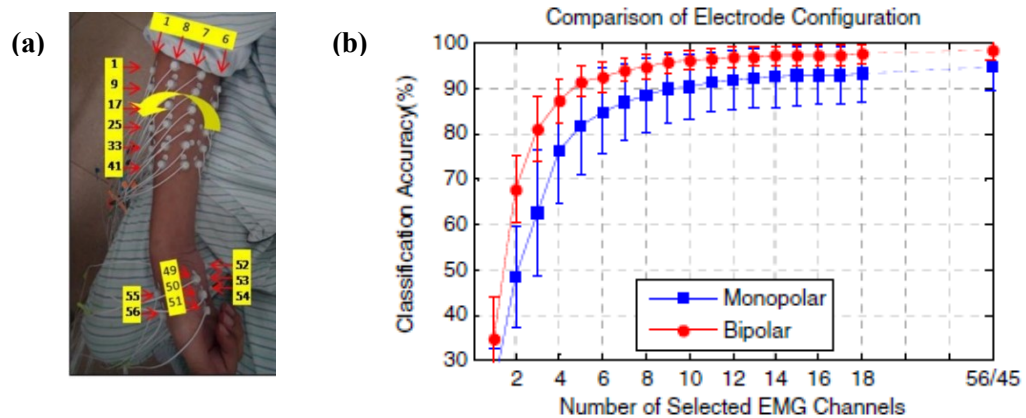 (a)
1 8 7 6
1
9
17
25
33
41
49
50
51
52
53
54
55
56
(b)
Comparison of Electrode Configuration
Classification Accuracy(%)
100
90
80
70
60
50
40
30
Monopolar
Bipolar
2 4 6 8 10 12 14 16 18 56/45
Number of Selected EMG Channels